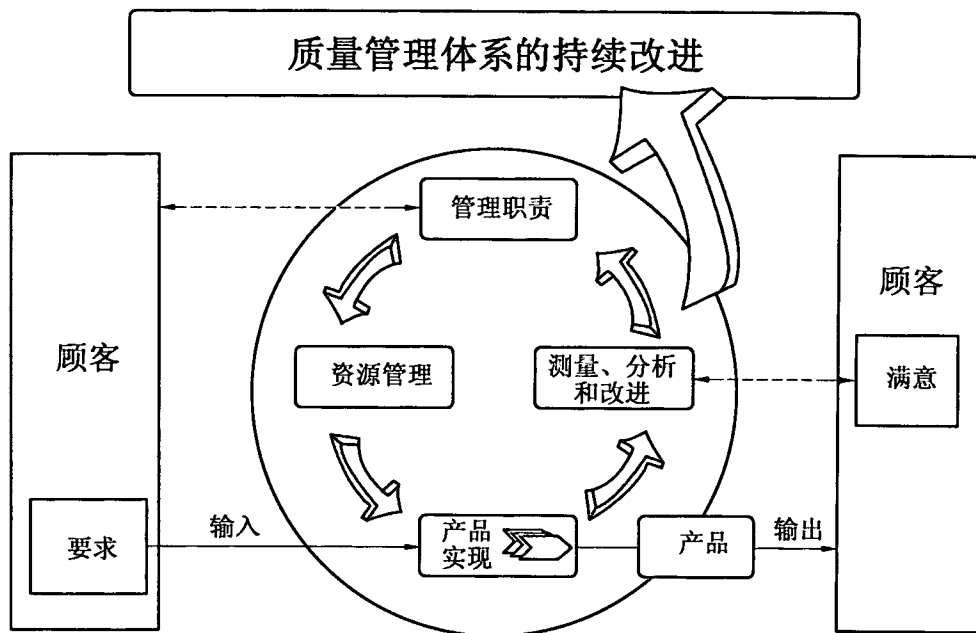 质量管理体系的持续改进
管理职责
顾客
顾客
资源管理
测量、分析
和改进
满意
要求
输入
产品
实现
产品
输出